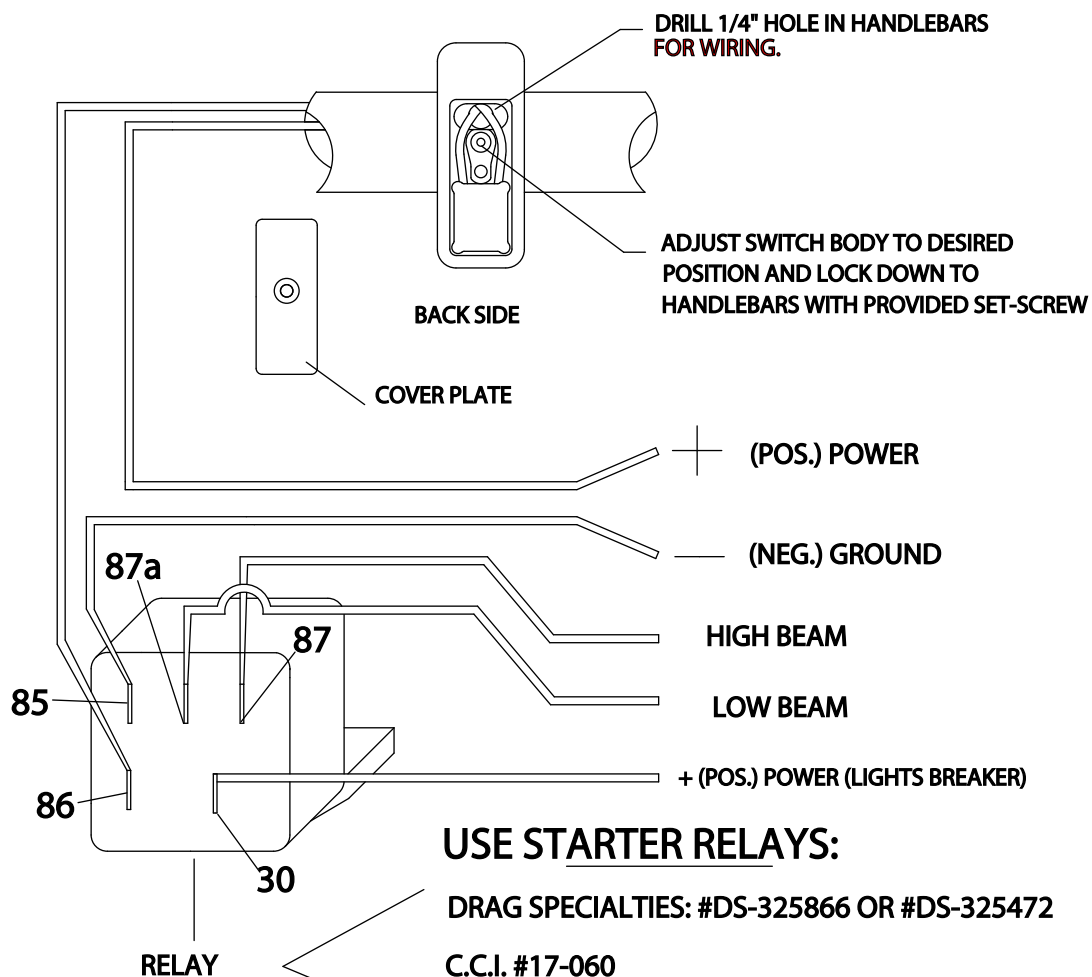 DRILL 1/4" HOLE IN HANDLEBARS
FOR WIRING.
ADJUST SWITCH BODY TO DESIRED
POSITION AND LOCK DOWN TO
HANDLEBARS WITH PROVIDED SET-SCREW
BACK SIDE
COVER PLATE
(POS.) POWER
(NEG.) GROUND
87a
HIGH BEAM
87
85
LOW BEAM
+ (POS.) POWER (LIGHTS BREAKER)
86
30
USE STARTER RELAYS:
DRAG SPECIALTIES: #DS-325866 OR #DS-325472
RELAY
C.C.I. #17-060